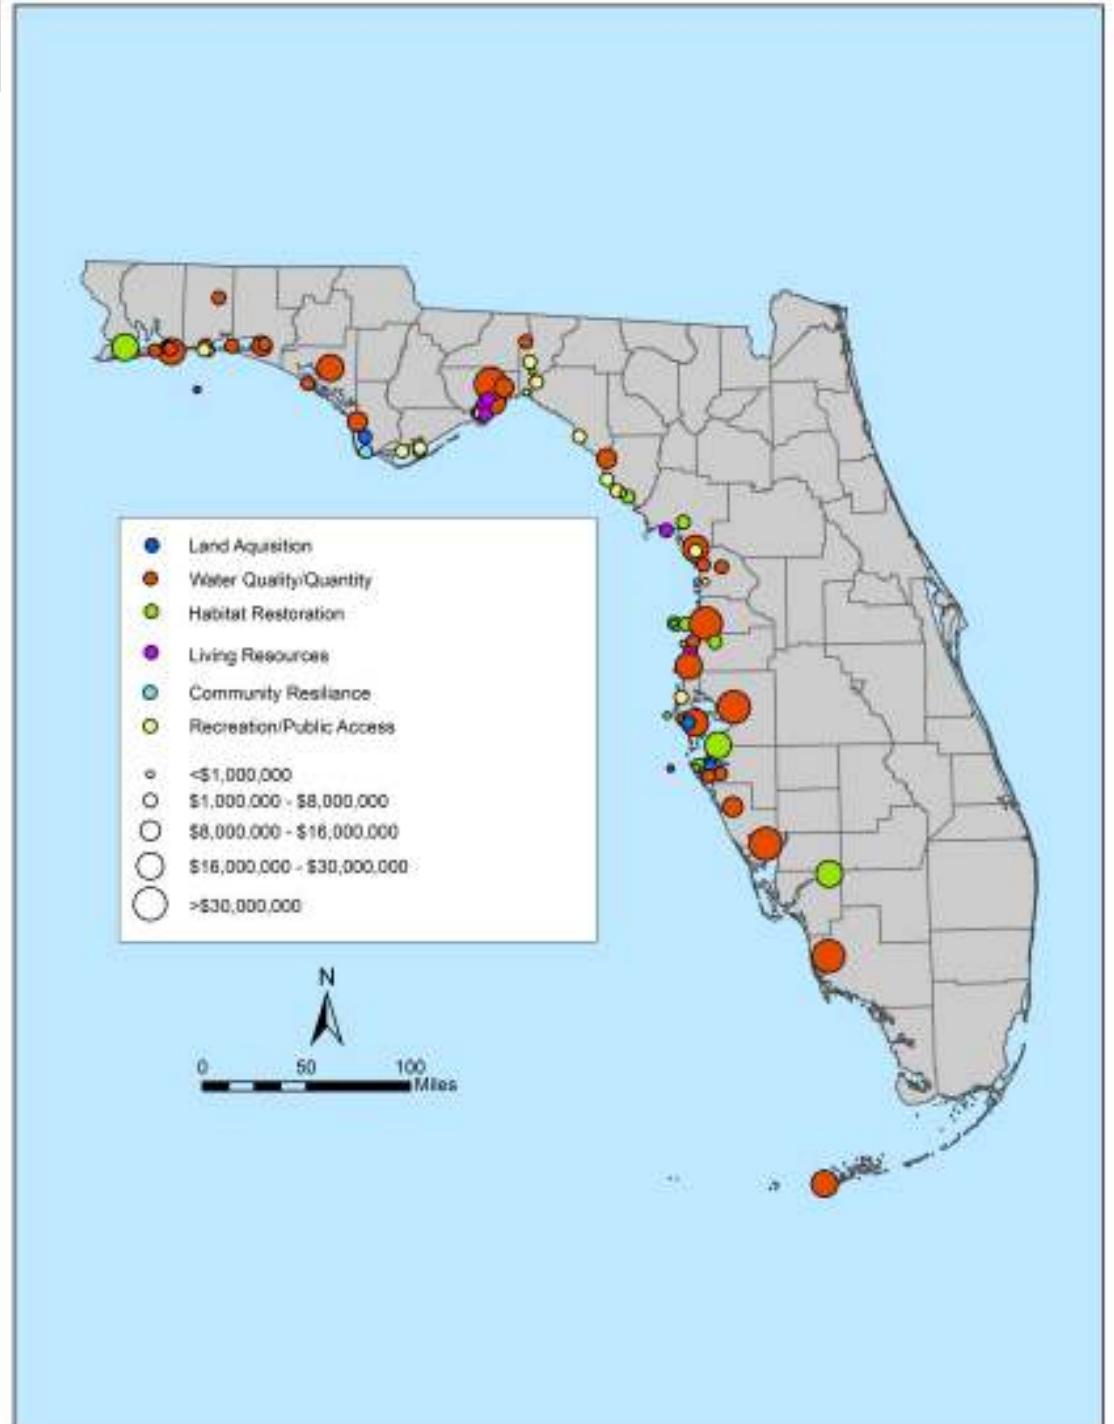 Land Aquisition
Water Quality/Quantity
Habitat Restoration
Living Resources
Community Resiliance
Recreation/Public Access
<$1,000,000
$1,000,000 - $8,000,000
$8,000,000 - $16,000,000
$16,000,000 - $30,000,000
>$30,000,000
N
0 50 100
Miles